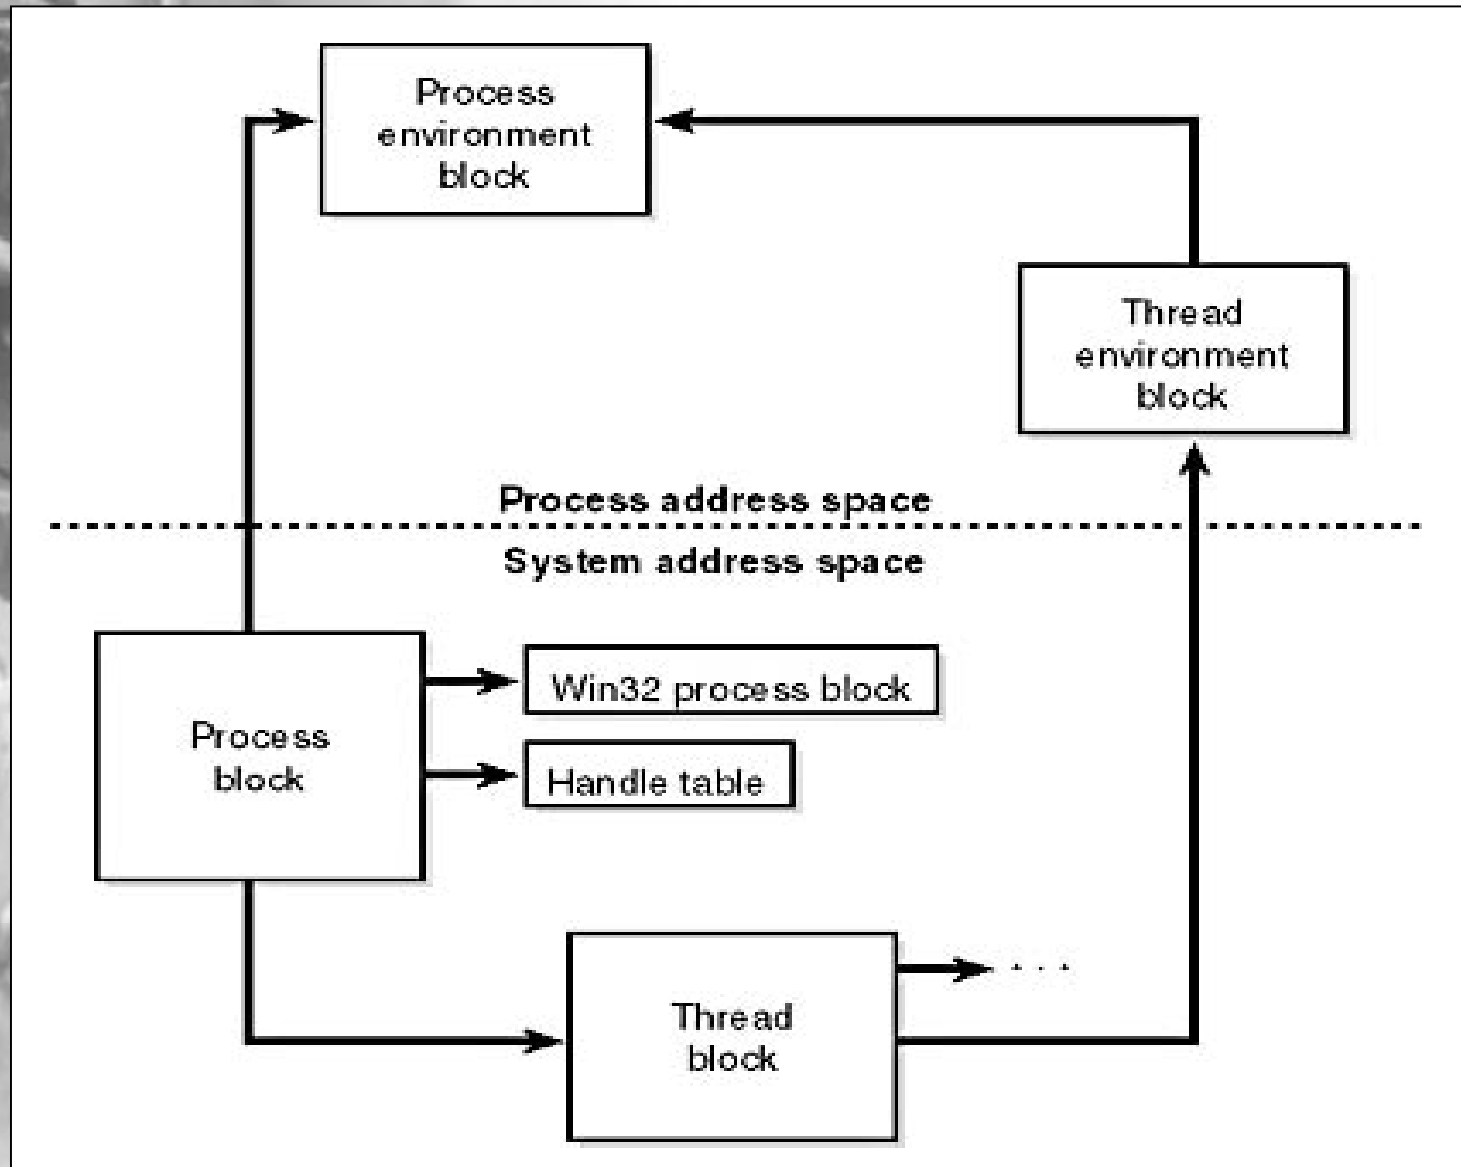 Process
environment
block
Thread
environment
block
Process address space
System address space
Process
block
Win32 process block
Handle table
Thread
block
. . . .